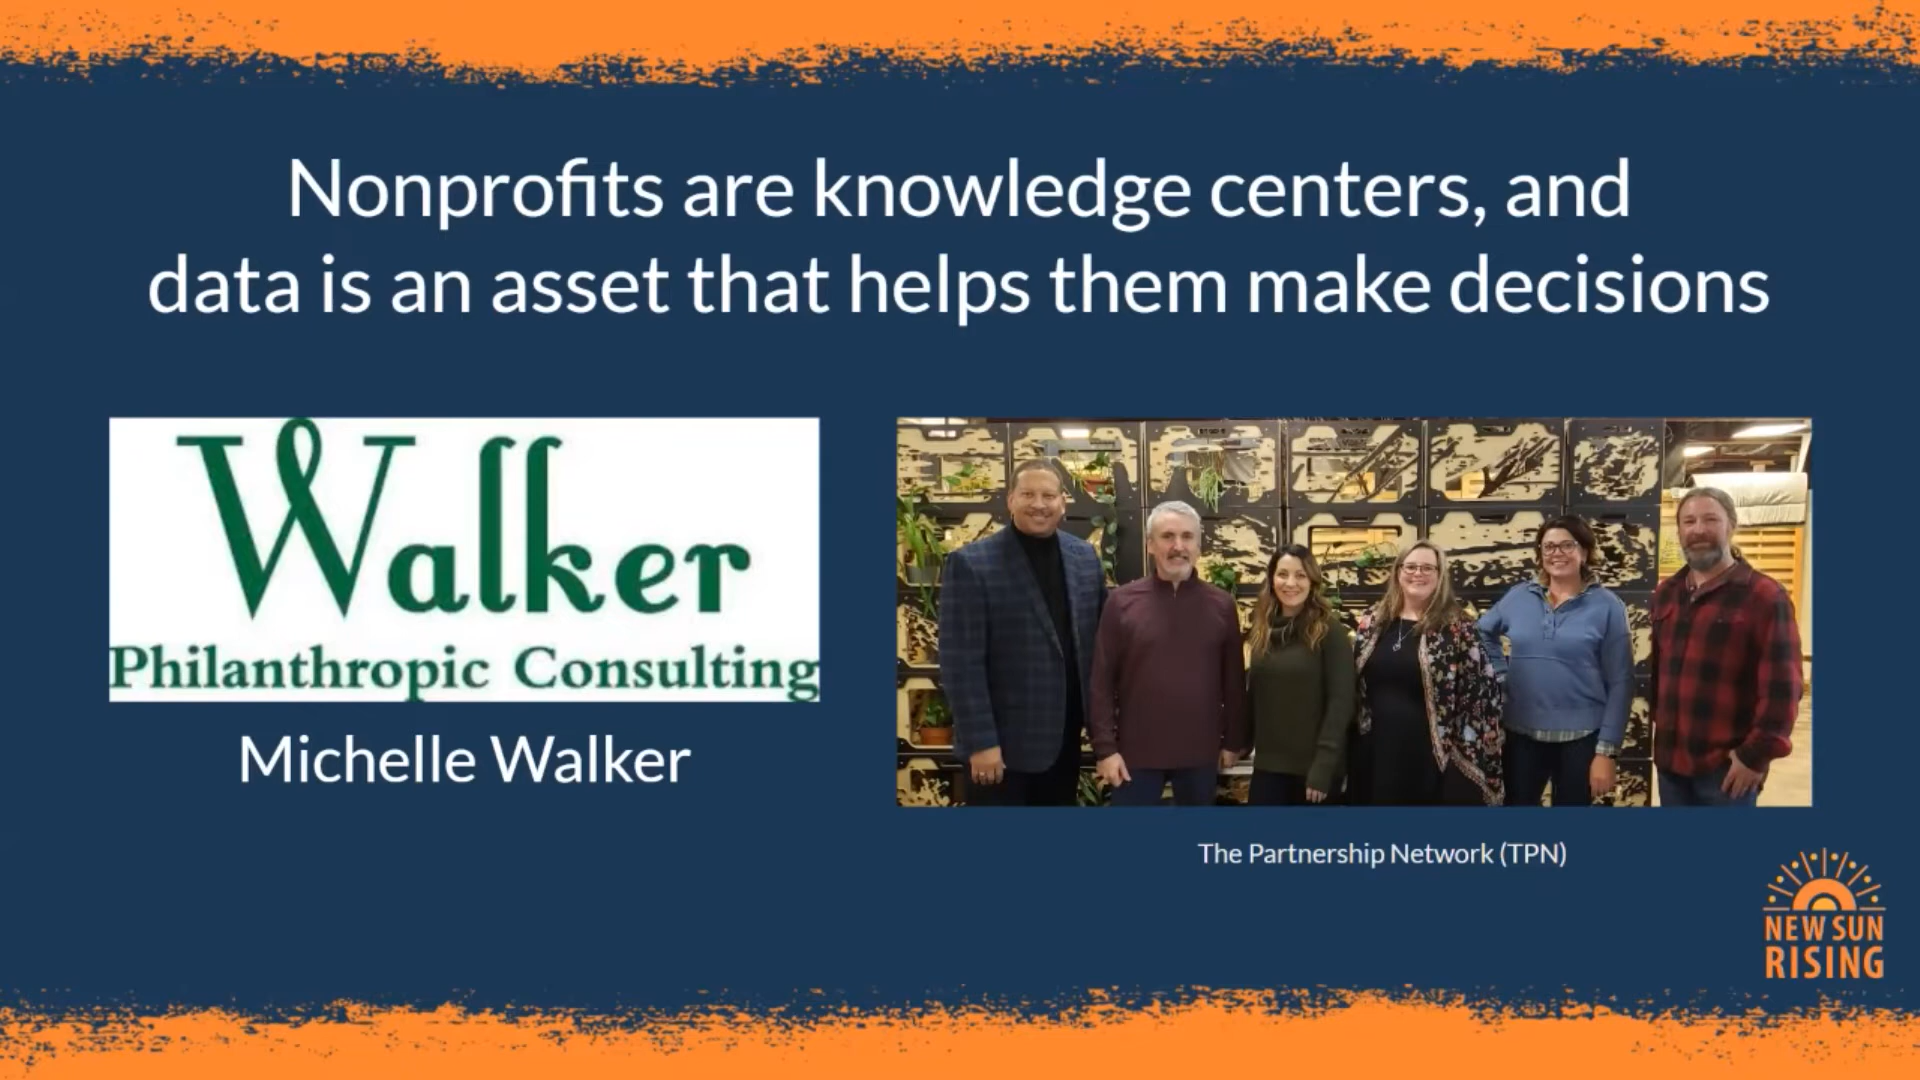 Nonprofits are knowledge centers, and
data is an asset that helps them make decisions
Walker
Philanthropic Consulting
Michelle Walker
The Partnership Network (TPN)
NEW SUN
RISING